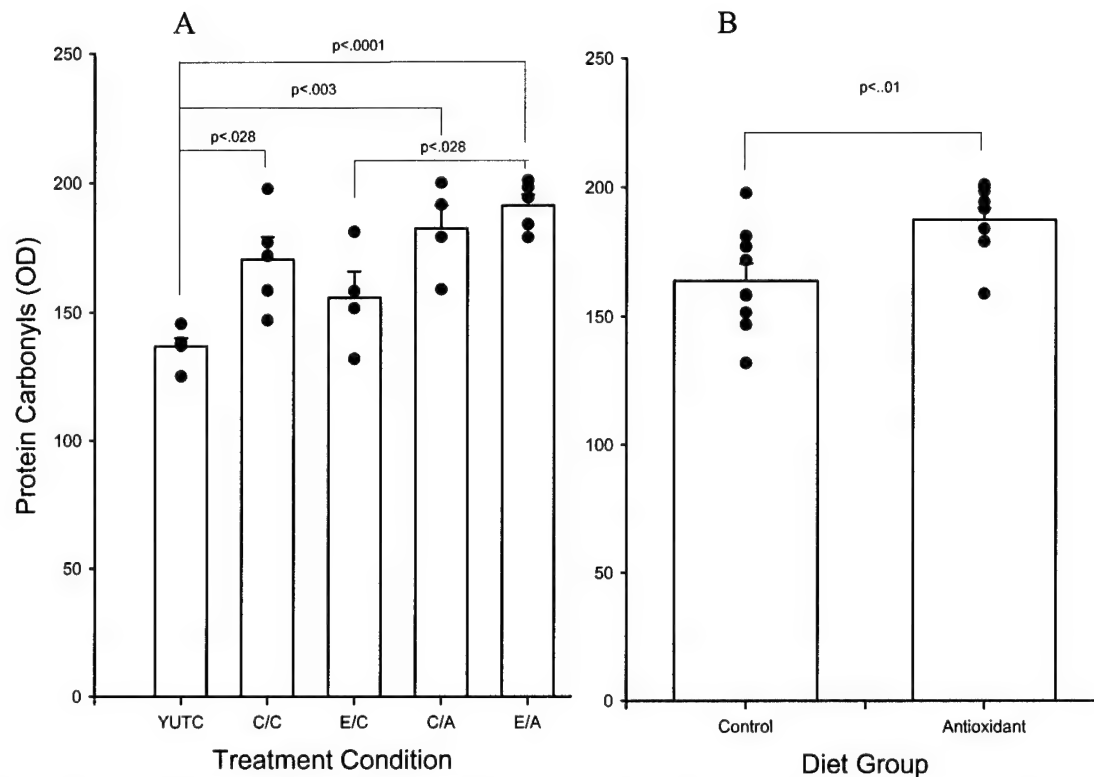 A
p<.0001
p<.003
p<.028
p<.028
250
200
150
100
50
0
Protein Carbonyls (OD)
YUTC C/C E/C C/A E/A
Treatment Condition
B
p<..01
250
200
150
100
50
0
Control Antioxidant
Diet Group